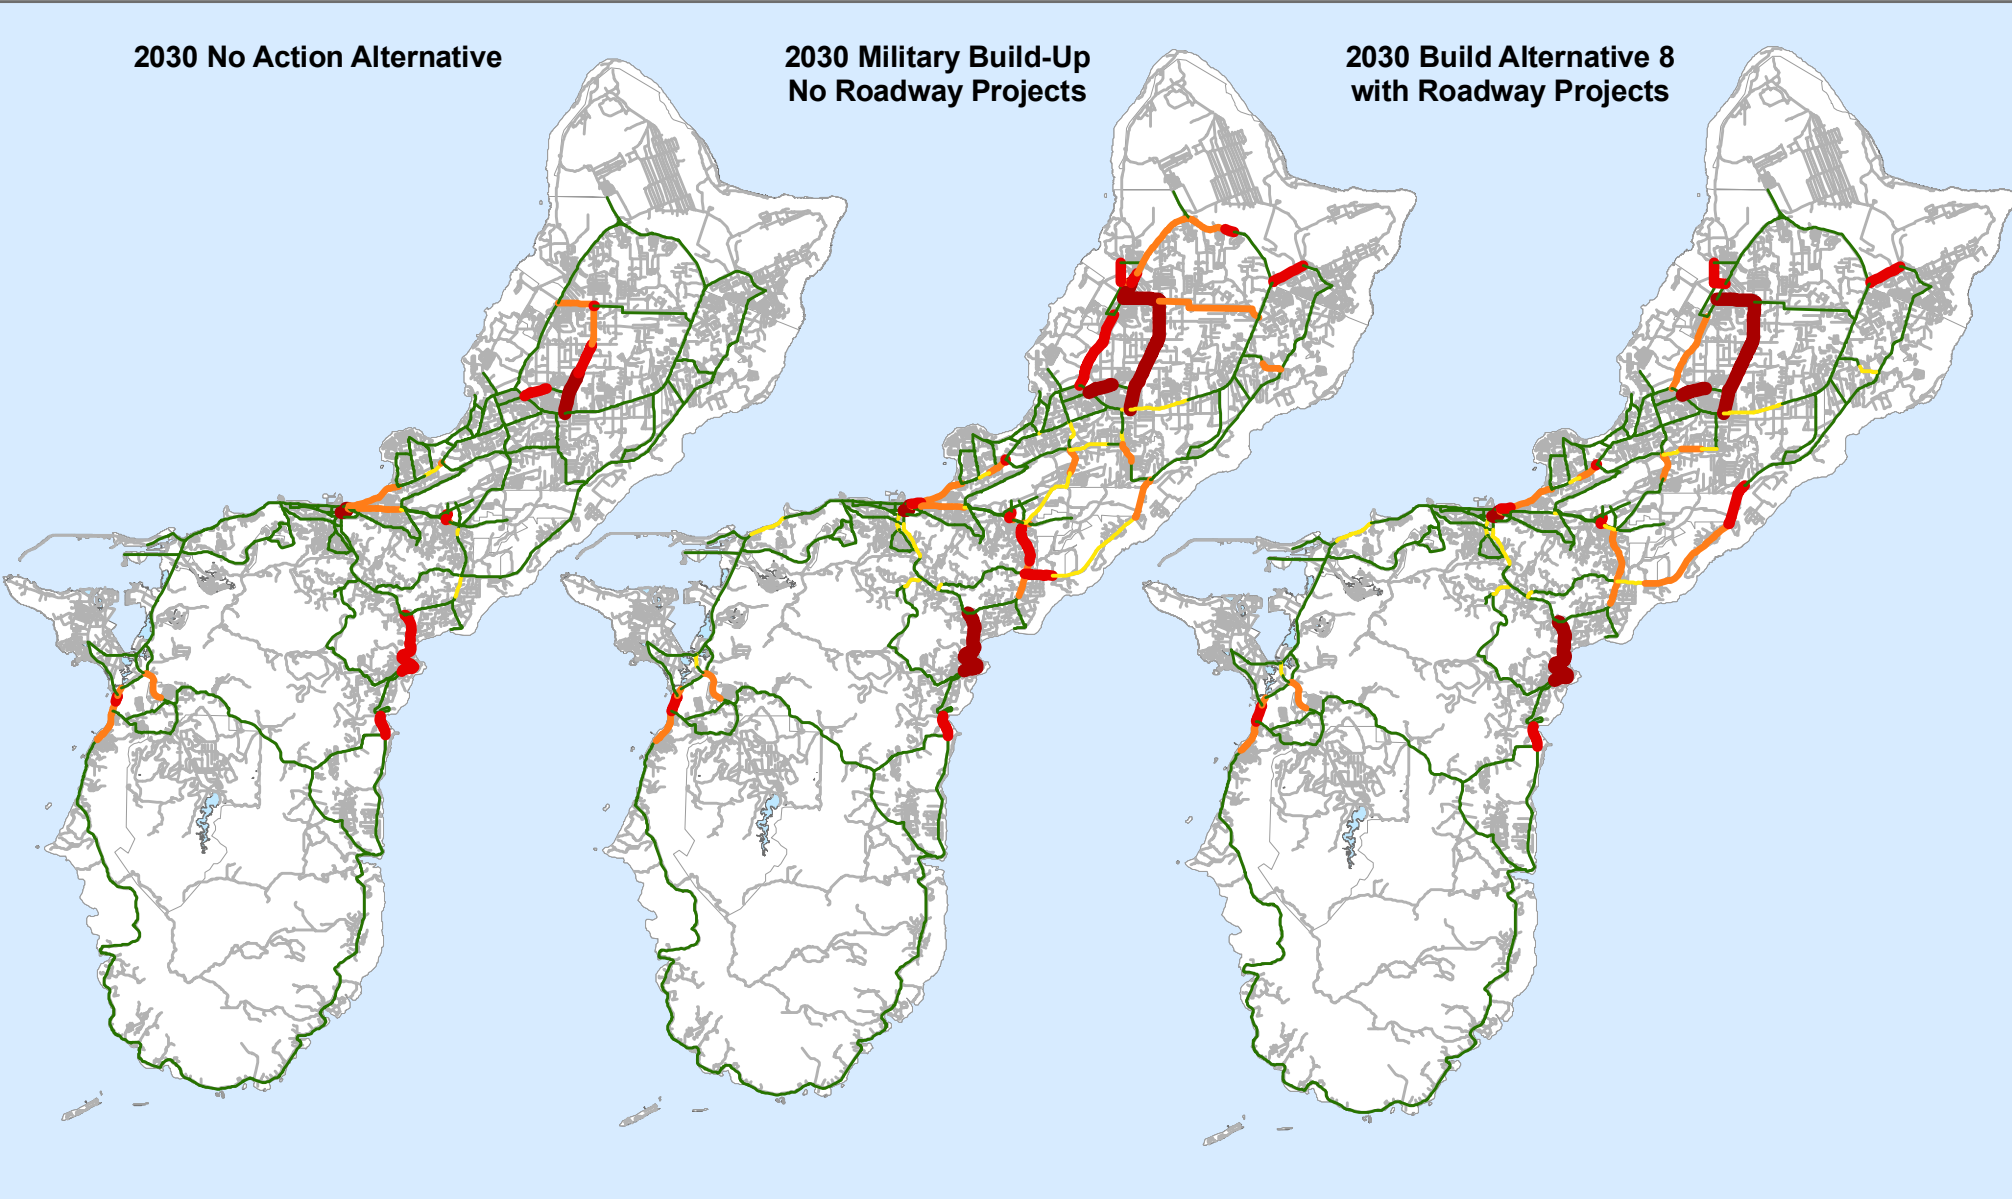 2030 No Action Alternative
2030 Military Build-Up
No Roadway Projects
2030 Build Alternative 8
with Roadway Projects